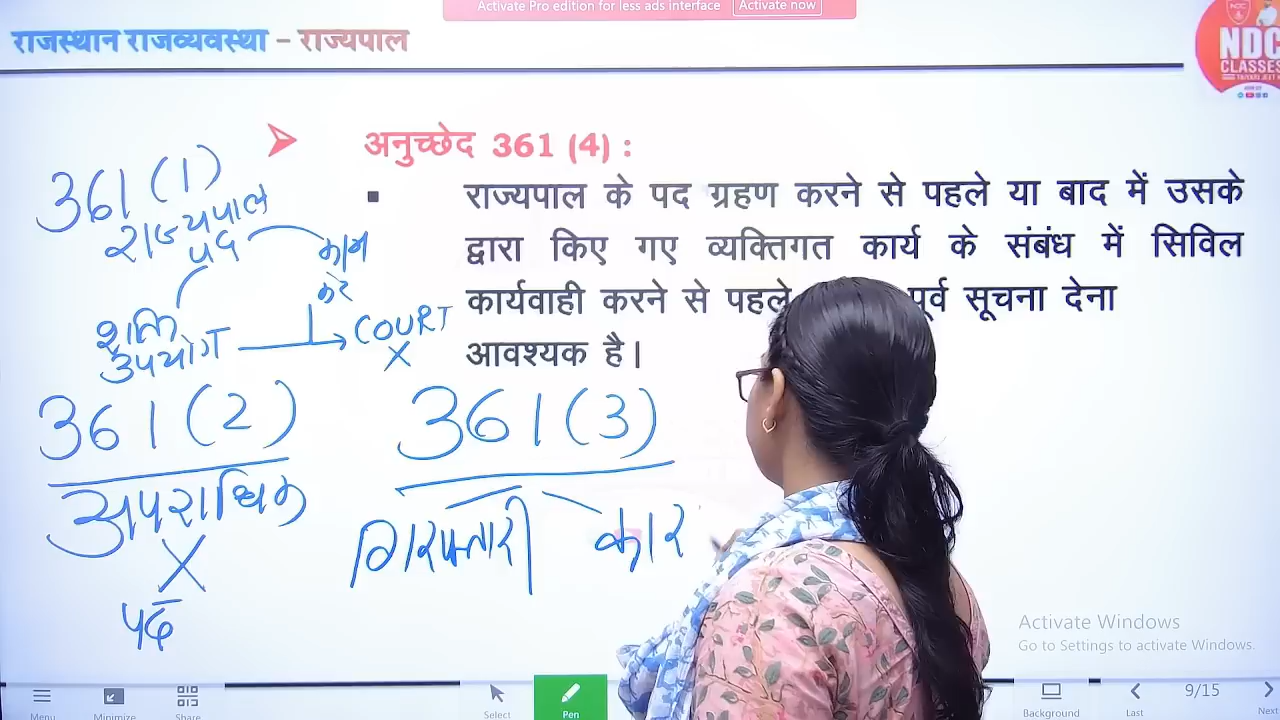 Activate Pro edition for less ads interface Activate now
राजस्थान राजव्यवस्था – राज्यपाल
NDC
CLASSES
अनुच्छेद 361 (4) :
राज्यपाल के पद ग्रहण करने से पहले या बाद में उसके
द्वारा किए गए व्यक्तिगत कार्य के संबंध में सिविल
कार्यवाही करने से पहले पूर्व सूचना देना
आवश्यक है।
361 (1)
राज्यपाल
पद
कार्य
करे
शक्ति
उपयोग
COURT
X
361 (2)
अपराधिक
X
पद
361 (3)
गिरफ्तारी कार
Activate Windows
Go to Settings to activate Windows.
Menu Minimize Share Select Pen Background Last 9/15 Next